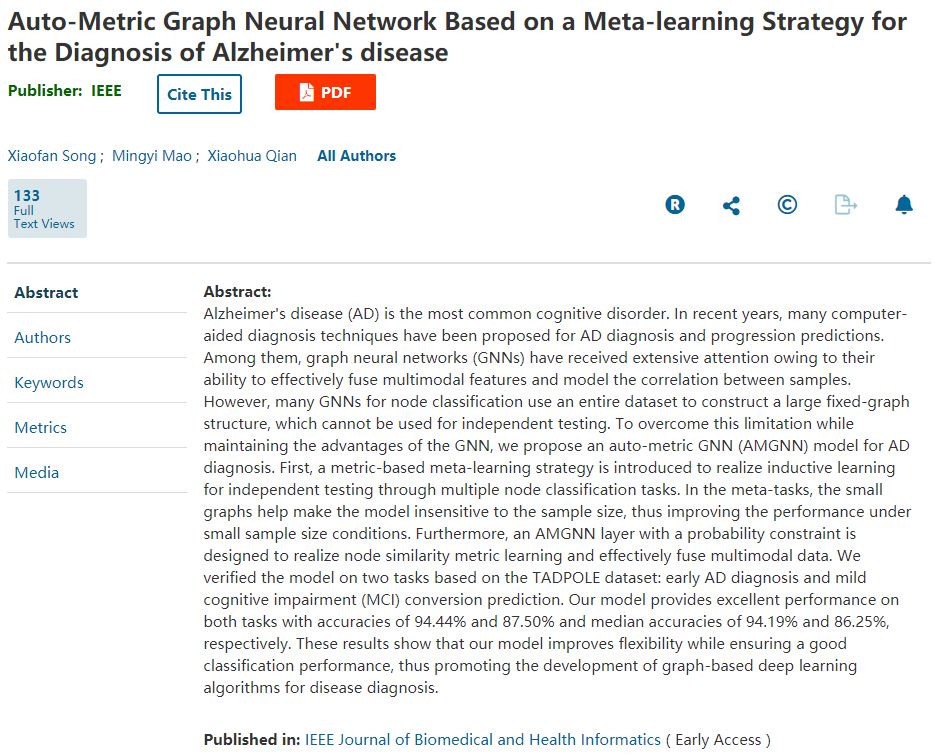 Auto-Metric Graph Neural Network Based on a Meta-learning Strategy for
the Diagnosis of Alzheimer's disease
Publisher: IEEE
Cite This
PDF
Xiaofan Song ; Mingyi Mao ; Xiaohua Qian All Authors
133
Full
Text Views
R
©
Abstract
Authors
Keywords
Metrics
Media
Abstract:
Alzheimer's disease (AD) is the most common cognitive disorder. In recent years, many computer-
aided diagnosis techniques have been proposed for AD diagnosis and progression predictions.
Among them, graph neural networks (GNNs) have received extensive attention owing to their
ability to effectively fuse multimodal features and model the correlation between samples.
However, many GNNs for node classification use an entire dataset to construct a large fixed-graph
structure, which cannot be used for independent testing. To overcome this limitation while
maintaining the advantages of the GNN, we propose an auto-metric GNN (AMGNN) model for AD
diagnosis. First, a metric-based meta-learning strategy is introduced to realize inductive learning
for independent testing through multiple node classification tasks. In the meta-tasks, the small
graphs help make the model insensitive to the sample size, thus improving the performance under
small sample size conditions. Furthermore, an AMGNN layer with a probability constraint is
designed to realize node similarity metric learning and effectively fuse multimodal data. We
verified the model on two tasks based on the TADPOLE dataset: early AD diagnosis and mild
cognitive impairment (MCI) conversion prediction. Our model provides excellent performance on
both tasks with accuracies of 94.44% and 87.50% and median accuracies of 94.19% and 86.25%,
respectively. These results show that our model improves flexibility while ensuring a good
classification performance, thus promoting the development of graph-based deep learning
algorithms for disease diagnosis.
Published in: IEEE Journal of Biomedical and Health Informatics ( Early Access )